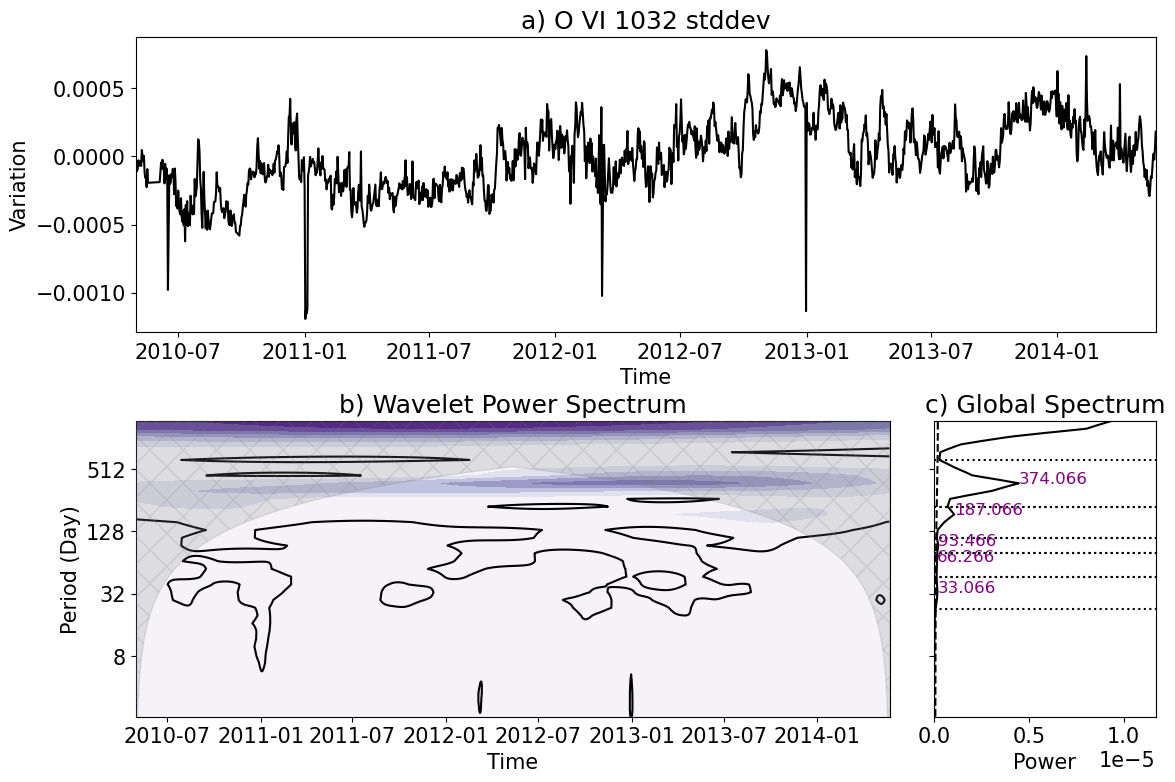 a) O VI 1032 stddev
Variation
0.0005
0.0000
−0.0005
−0.0010
2010-07 2011-01 2011-07 2012-01 2012-07 2013-01 2013-07 2014-01
Time
b) Wavelet Power Spectrum
Period (Day)
512
128
32
8
2010-07 2011-01 2011-07 2012-01 2012-07 2013-01 2013-07 2014-01
Time
c) Global Spectrum
374.066
187.066
93.466
66.266
33.066
0.0 0.5 1.0
Power 1e−5